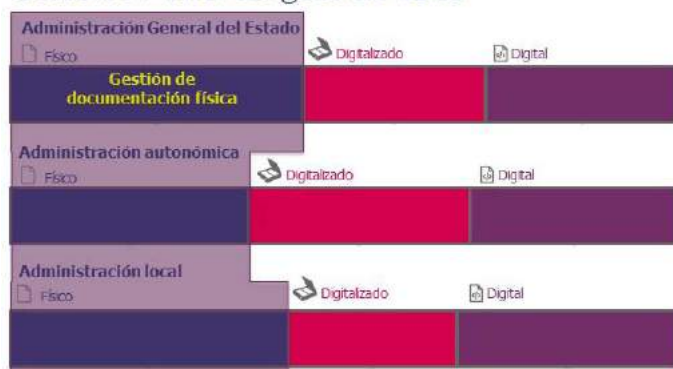 Administración General del Estado
Físico
Digitalizado
Digital
Gestión de
documentación física
Administración autonómica
Físico
Digitalizado
Digital
Administración local
Físico
Digitalizado
Digital